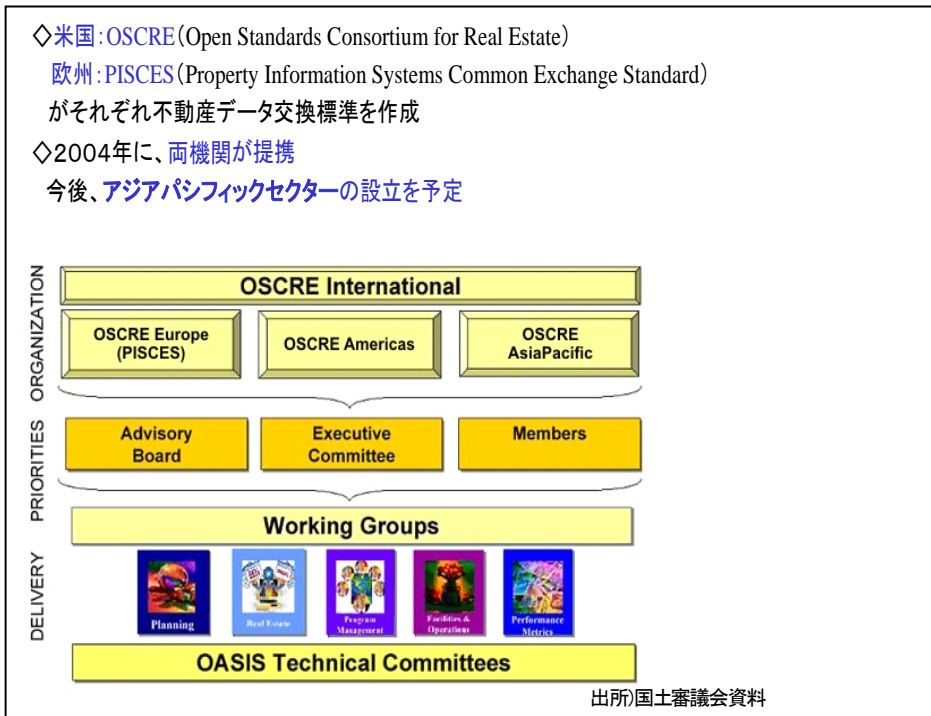 ◇米国:OSCRE(Open Standards Consortium for Real Estate)
欧州:PISCES(Property Information Systems Common Exchange Standard)
がそれぞれ不動産データ交換標準を作成
◇2004年に、両機関が提携
今後、アジアパシフィックセクターの設立を予定
ORGANIZATION
OSCRE International
OSCRE Europe
(PISCES)
OSCRE Americas
OSCRE
AsiaPacific
PRIORITIES
Advisory
Board
Executive
Committee
Members
DELIVERY
Working Groups
Planning
Real Estate
Program
Management
Facilities &
Operations
Performance
Metrics
OASIS Technical Committees
出所)国土審議会資料